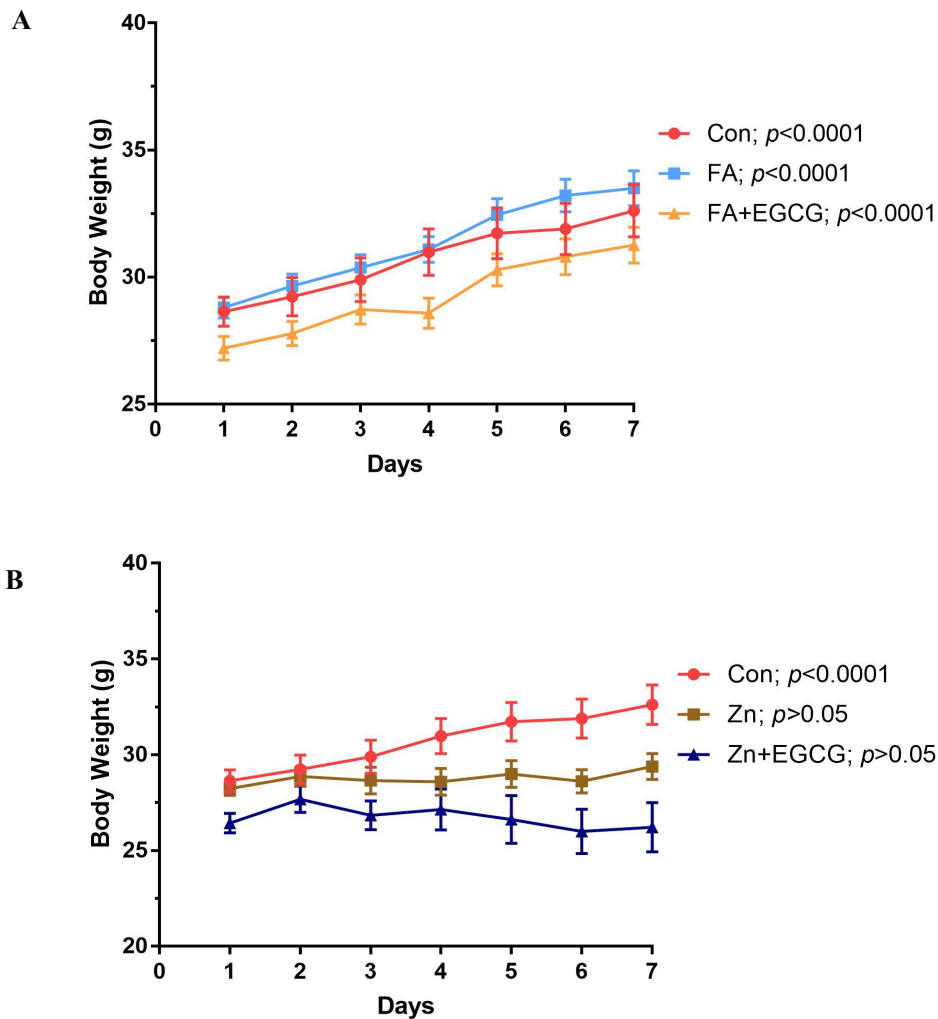 A
40
35
30
25
Body Weight (g)
0 1 2 3 4 5 6 7
Days
Con; p<0.0001
FA; p<0.0001
FA+EGCG; p<0.0001
B
40
35
30
25
20
Body Weight (g)
0 1 2 3 4 5 6 7
Days
Con; p<0.0001
Zn; p>0.05
Zn+EGCG; p>0.05